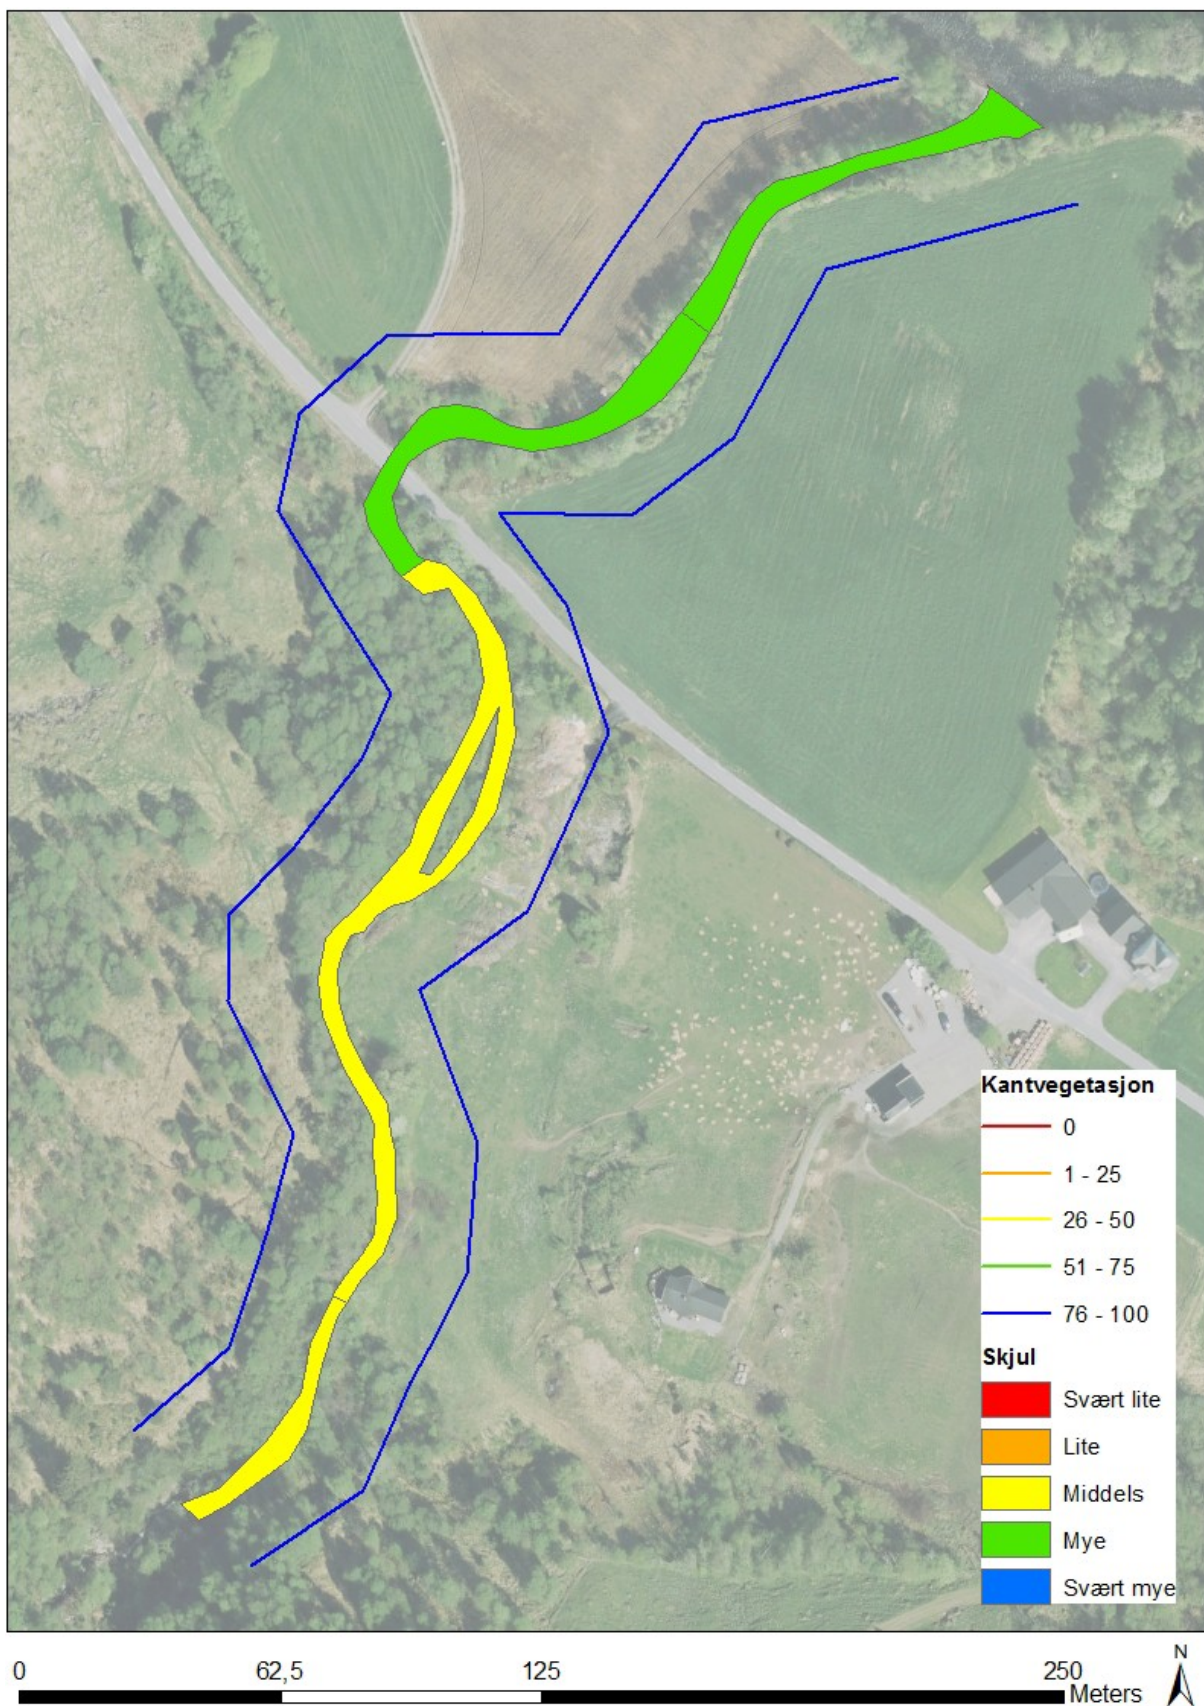 Kantvegetasjon
0
1 - 25
26 - 50
51 - 75
76 - 100
Skjul
Svært lite
Lite
Middels
Mye
Svært mye
0 62,5 125 250
Meters
N